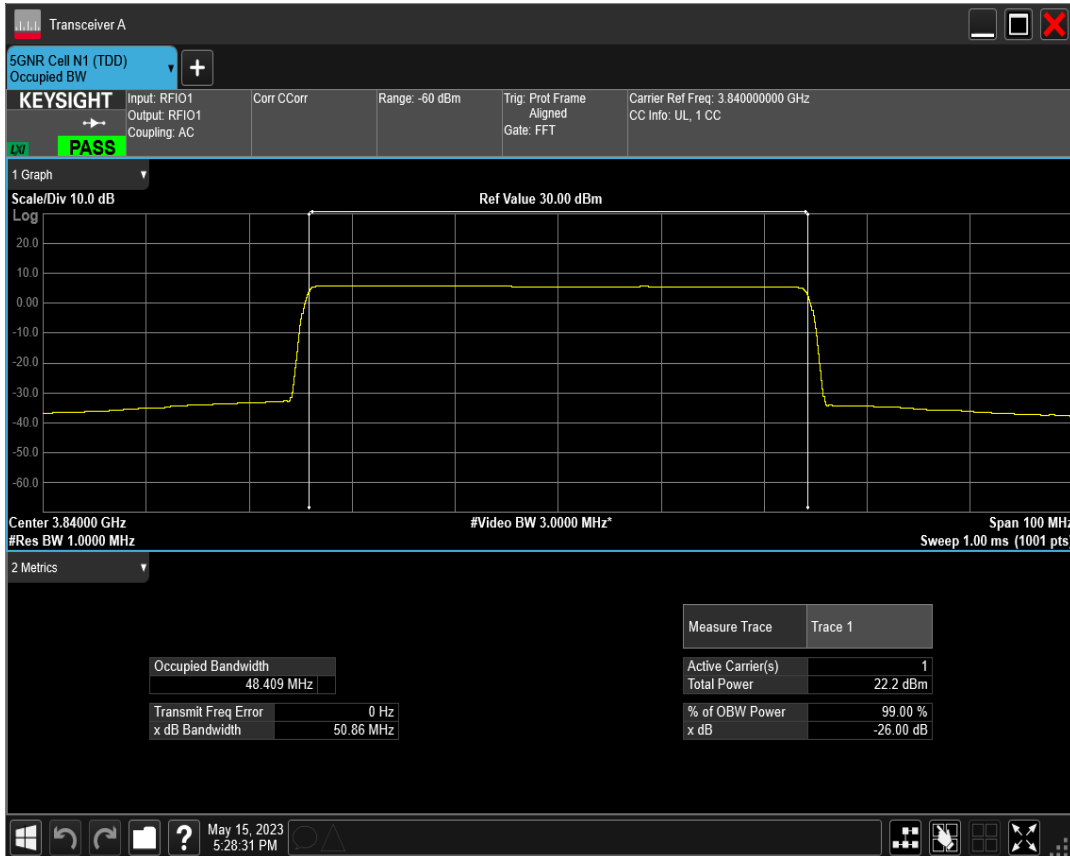 Transceiver A
5GNR Cell N1 (TDD)
Occupied BW
+
KEYSIGHT
LXI
PASS
Input: RFIO1
Output: RFIO1
Coupling: AC
Corr CCorr
Range: -60 dBm
Trig: Prot Frame
Aligned
Gate: FFT
Carrier Ref Freq: 3.840000000 GHz
CC Info: UL, 1 CC
1 Graph
Scale/Div 10.0 dB
Ref Value 30.00 dBm
Log
20.0
10.0
0.00
-10.0
-20.0
-30.0
-40.0
-50.0
-60.0
Center 3.84000 GHz
#Video BW 3.0000 MHz*
Span 100 MHz
#Res BW 1.0000 MHz
Sweep 1.00 ms (1001 pts)
2 Metrics
Measure Trace Trace 1
Occupied Bandwidth
48.409 MHz
Active Carrier(s) 1
Total Power 22.2 dBm
Transmit Freq Error 0 Hz
x dB Bandwidth 50.86 MHz
% of OBW Power 99.00 %
x dB -26.00 dB
?
May 15, 2023
5:28:31 PM